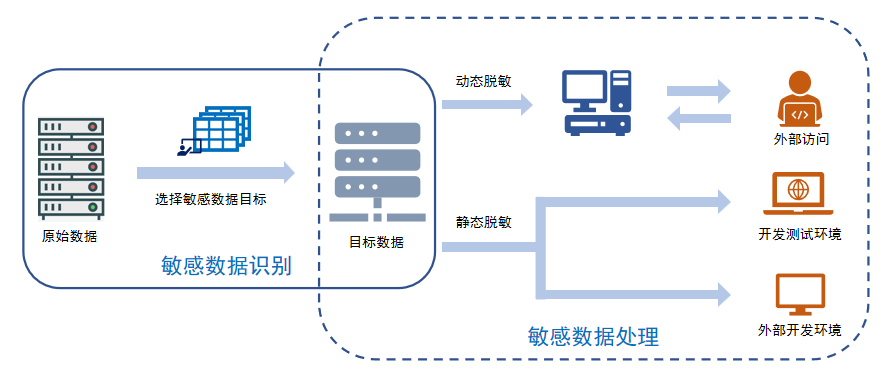 动态脱敏
外部访问
选择敏感数据目标
原始数据
目标数据
敏感数据识别
静态脱敏
开发测试环境
外部开发环境
敏感数据处理